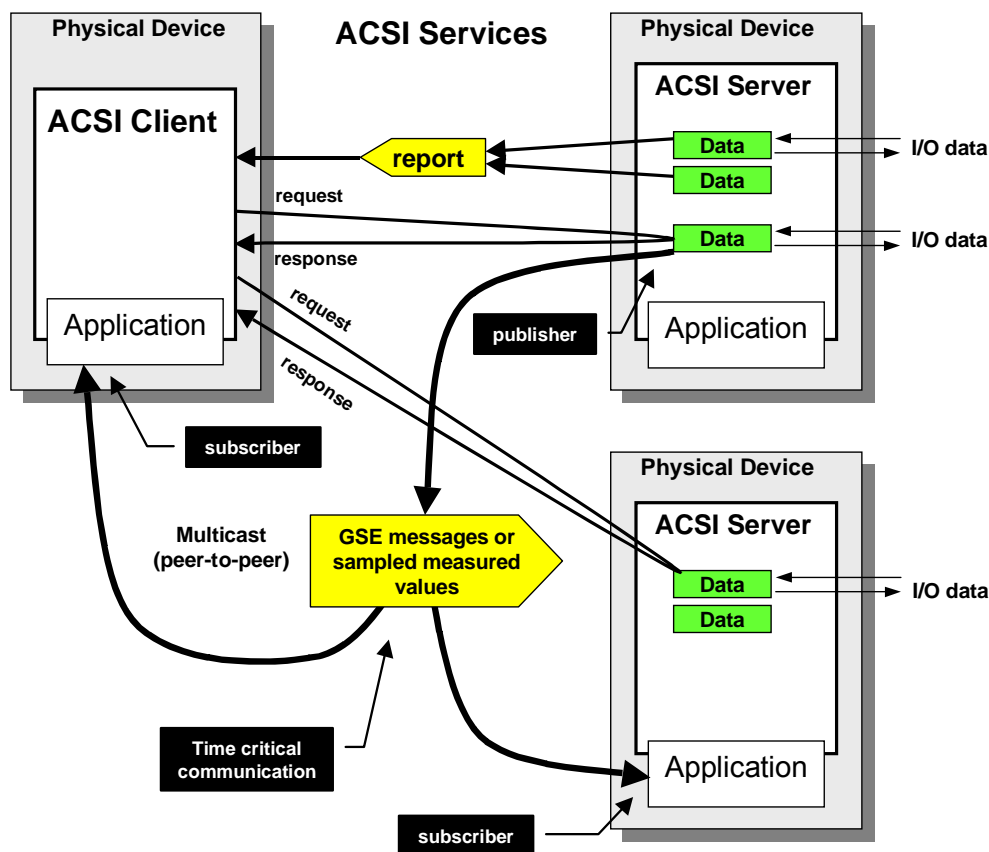 Physical Device
ACSI Services
Physical Device
ACSI Client
ACSI Server
report
Data
I/O data
Data
request
Data
I/O data
response
request
publisher
Application
Application
response
subscriber
Physical Device
Multicast
(peer-to-peer)
GSE messages or
sampled measured
values
ACSI Server
Data
I/O data
Data
Time critical
communication
Application
subscriber